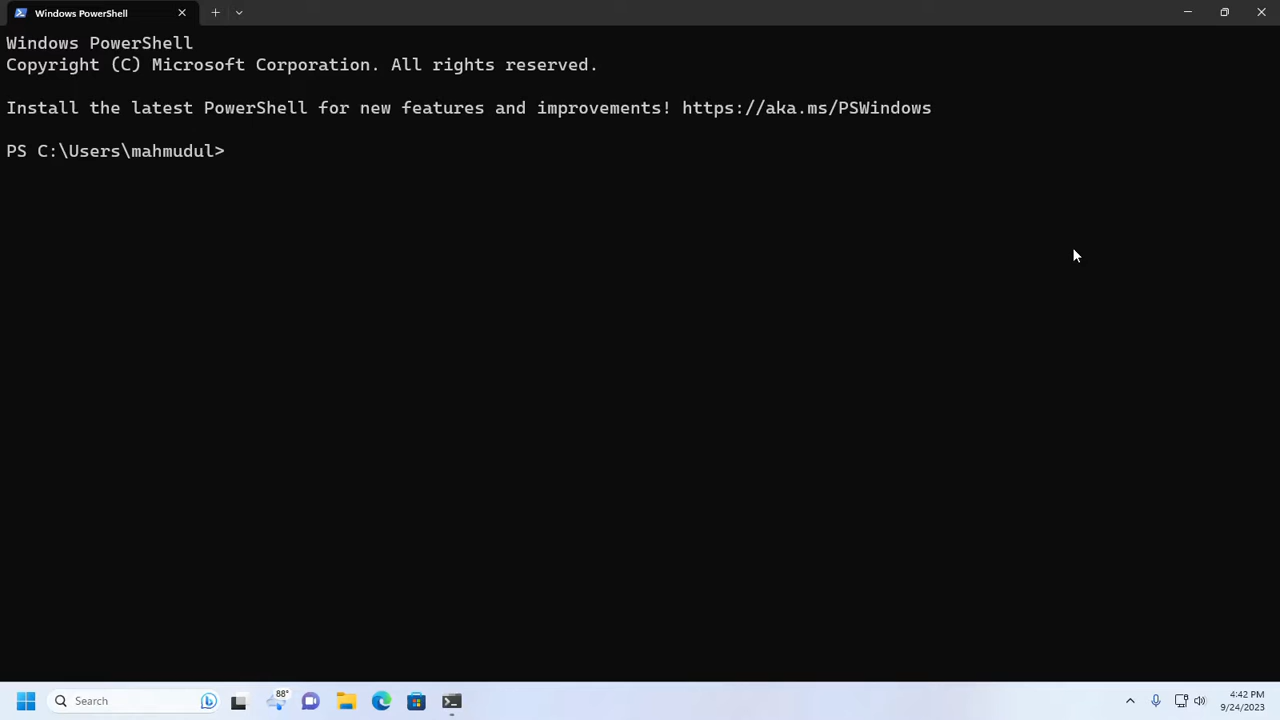 Windows PowerShell
Windows PowerShell
Copyright (C) Microsoft Corporation. All rights reserved.
Install the latest PowerShell for new features and improvements! https://aka.ms/PSWindows
PS C:\Users\mahmudul>
Search
88°
4:42 PM
9/24/2023